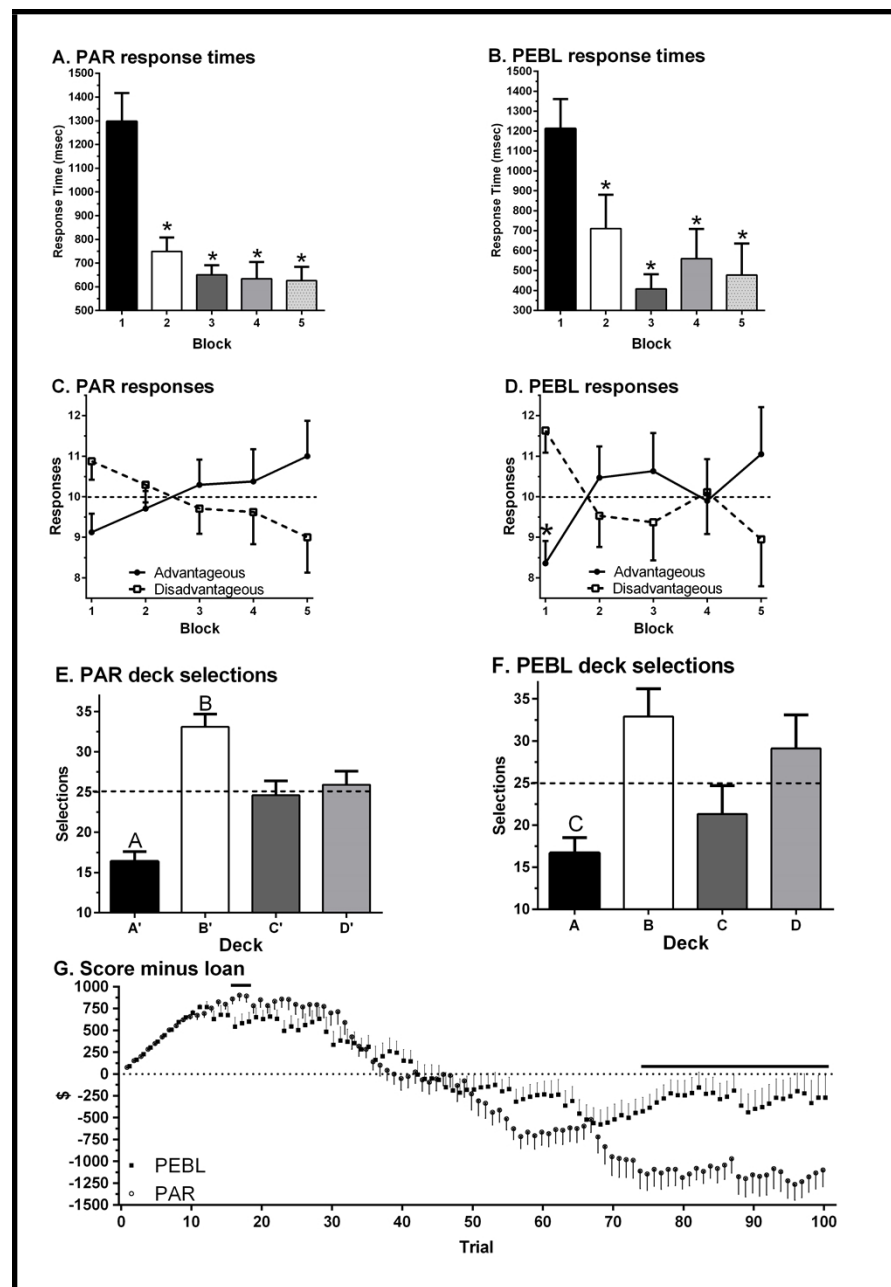 A. PAR response times
1500
1400
1300
1200
1100
1000
900
800
700
600
500
Response Time (msec)
*
*
*
*
1 2 3 4 5
Block
B. PEBL response times
1500
1400
1300
1200
1100
1000
900
800
700
600
500
400
300
Response Time (msec)
*
*
*
*
1 2 3 4 5
Block
C. PAR responses
12
11
10
9
8
Responses
Advantageous
Disadvantageous
1 2 3 4 5
Block
D. PEBL responses
12
11
10
9
8
Responses
*
Advantageous
Disadvantageous
1 2 3 4 5
Block
E. PAR deck selections
35
30
25
20
15
10
Selections
A
B
A' B' C' D'
Deck
F. PEBL deck selections
35
30
25
20
15
10
Selections
C
A B C D
Deck
G. Score minus loan
1000
750
500
250
0
-250
-500
-750
-1000
-1250
-1500
$
PEBL
PAR
0 10 20 30 40 50 60 70 80 90 100
Trial